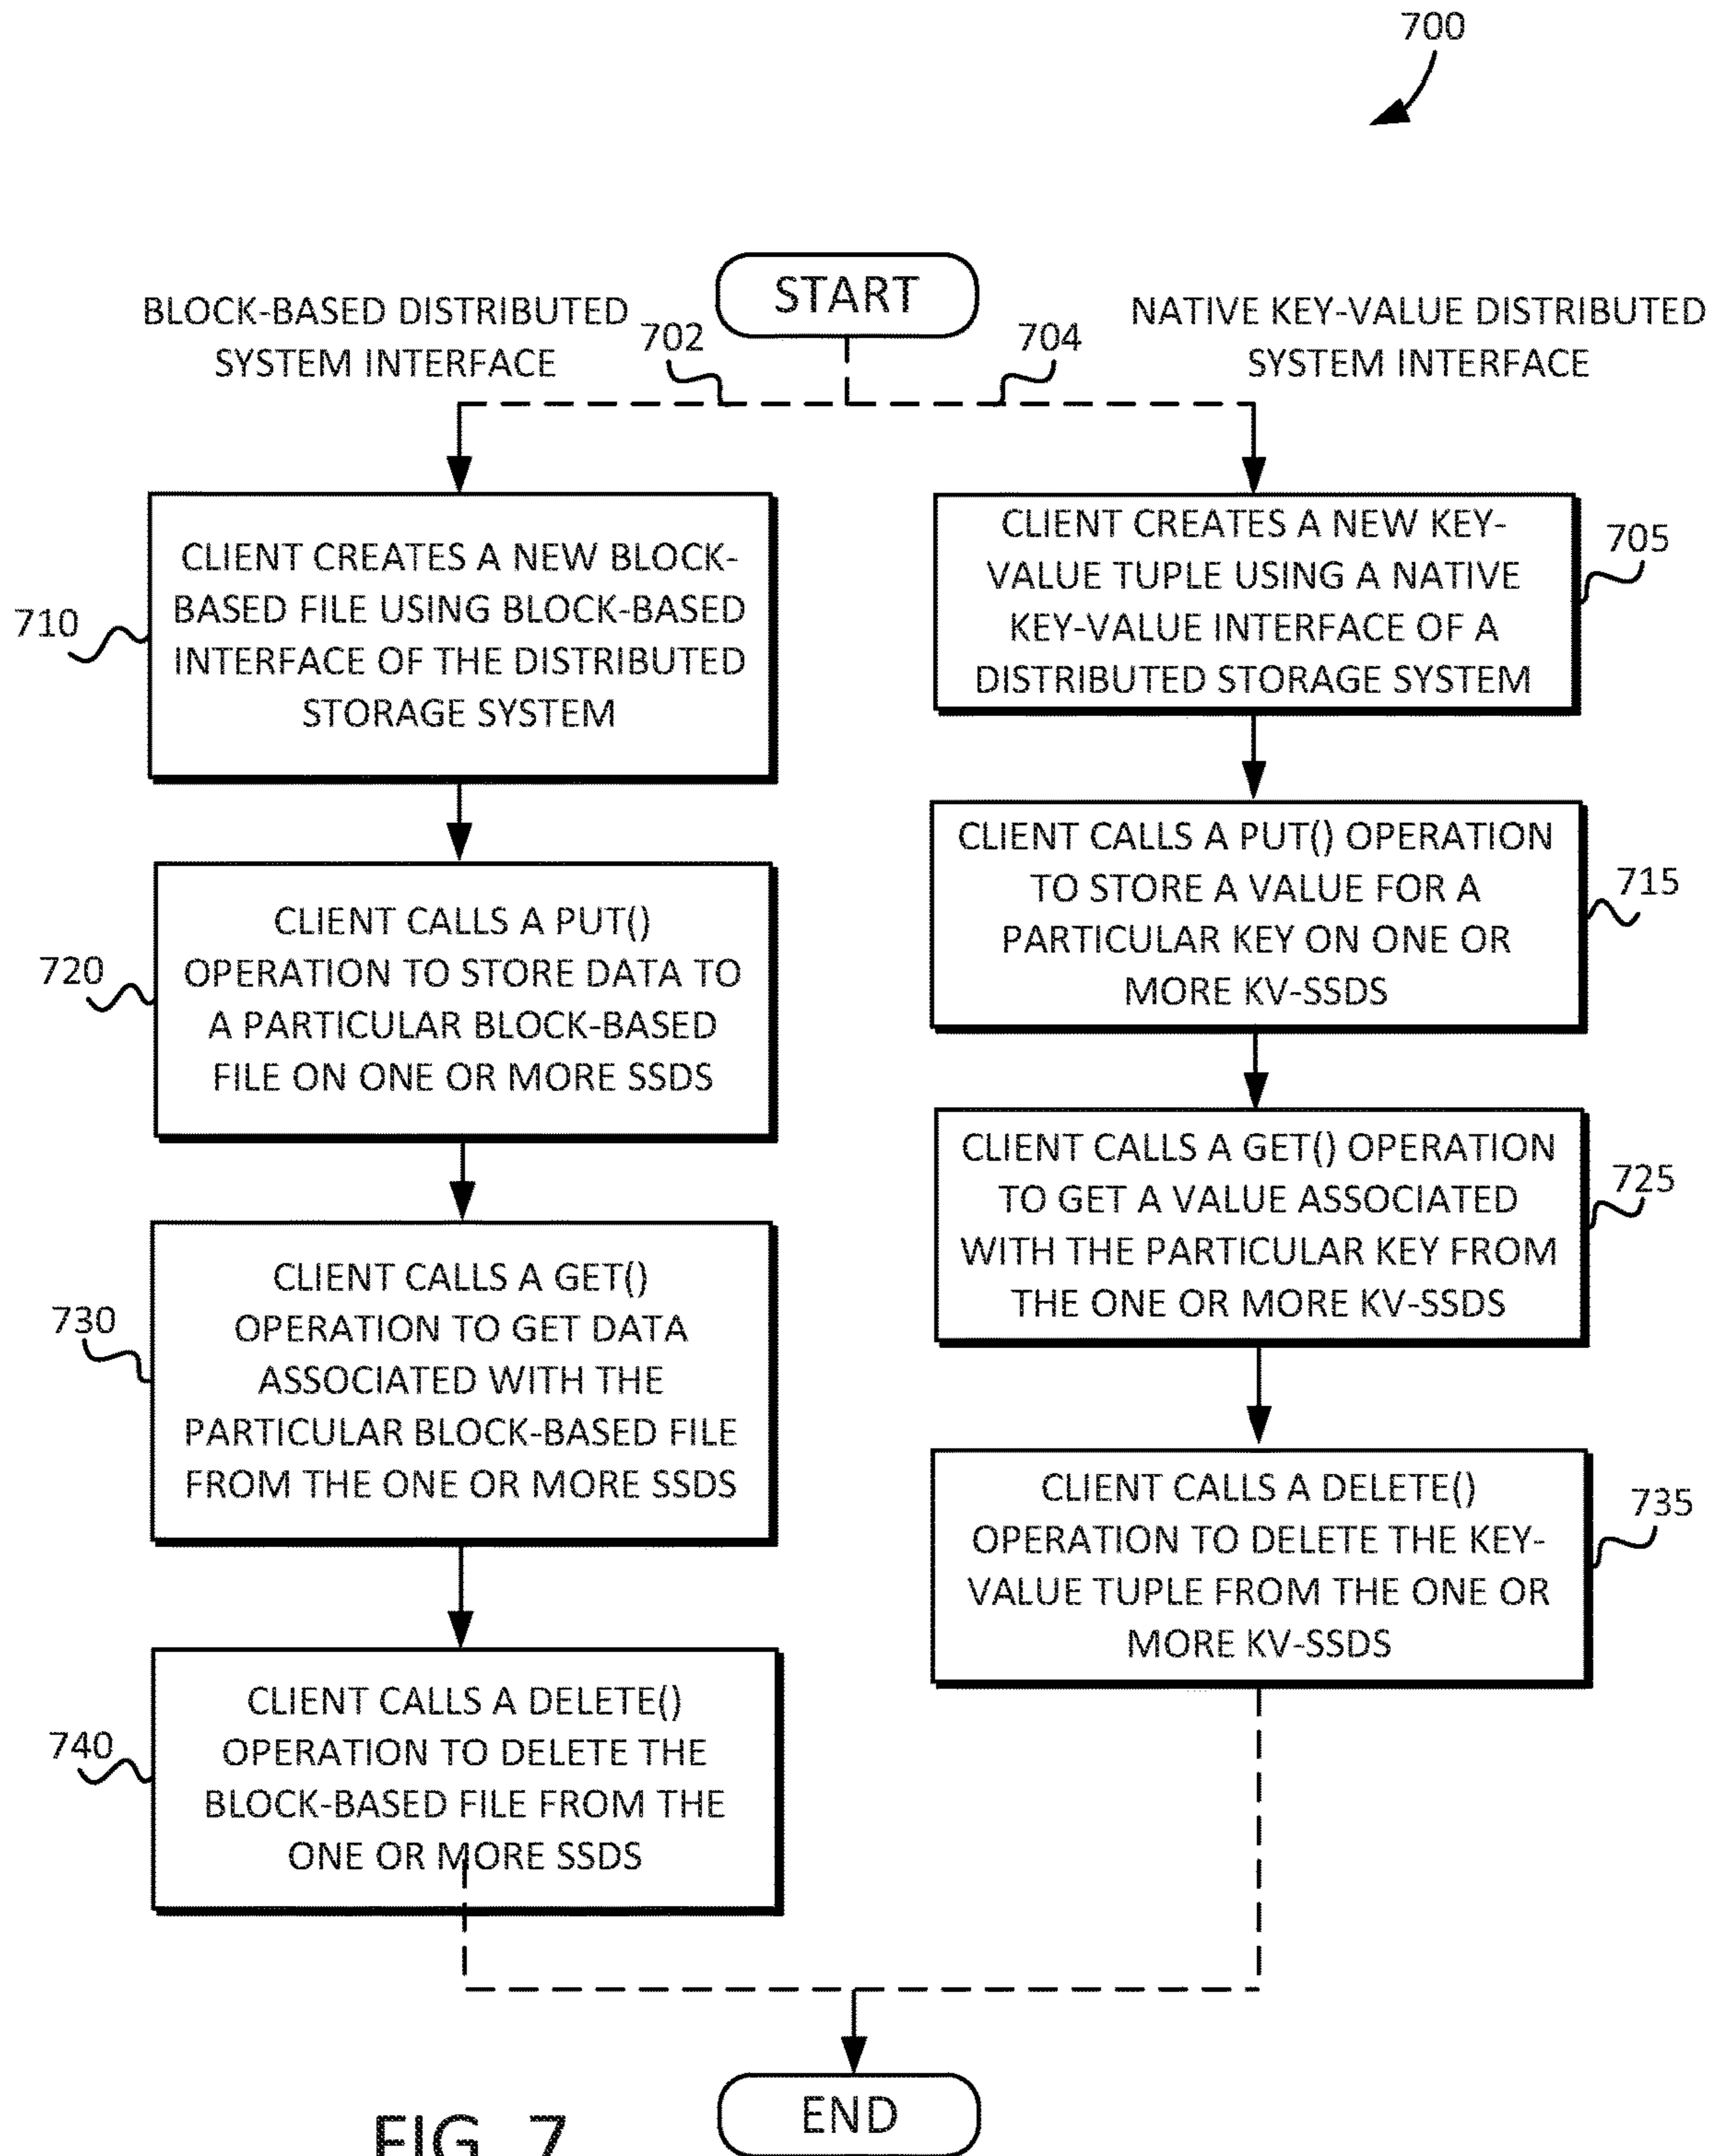 700
START
BLOCK-BASED DISTRIBUTED
SYSTEM INTERFACE
702
704
NATIVE KEY-VALUE DISTRIBUTED
SYSTEM INTERFACE
710
CLIENT CREATES A NEW BLOCK-
BASED FILE USING BLOCK-BASED
INTERFACE OF THE DISTRIBUTED
STORAGE SYSTEM
720
CLIENT CALLS A PUT()
OPERATION TO STORE DATA TO
A PARTICULAR BLOCK-BASED
FILE ON ONE OR MORE SSDS
730
CLIENT CALLS A GET()
OPERATION TO GET DATA
ASSOCIATED WITH THE
PARTICULAR BLOCK-BASED FILE
FROM THE ONE OR MORE SSDS
740
CLIENT CALLS A DELETE()
OPERATION TO DELETE THE
BLOCK-BASED FILE FROM THE
ONE OR MORE SSDS
CLIENT CREATES A NEW KEY-
VALUE TUPLE USING A NATIVE
KEY-VALUE INTERFACE OF A
DISTRIBUTED STORAGE SYSTEM
705
CLIENT CALLS A PUT() OPERATION
TO STORE A VALUE FOR A
PARTICULAR KEY ON ONE OR
MORE KV-SSDS
715
CLIENT CALLS A GET() OPERATION
TO GET A VALUE ASSOCIATED
WITH THE PARTICULAR KEY FROM
THE ONE OR MORE KV-SSDS
725
CLIENT CALLS A DELETE()
OPERATION TO DELETE THE KEY-
VALUE TUPLE FROM THE ONE OR
MORE KV-SSDS
735
END
FIG. 7